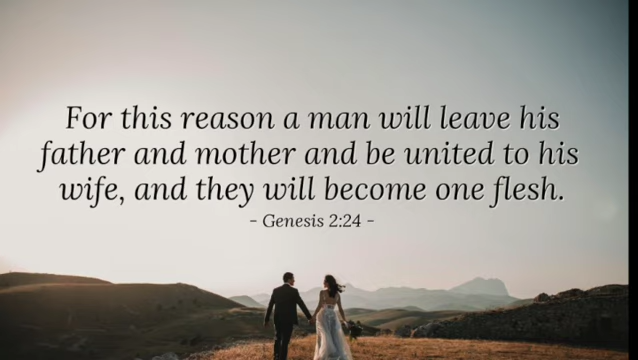 For this reason a man will leave his
father and mother and be united to his
wife, and they will become one flesh.
- Genesis 2:24 -